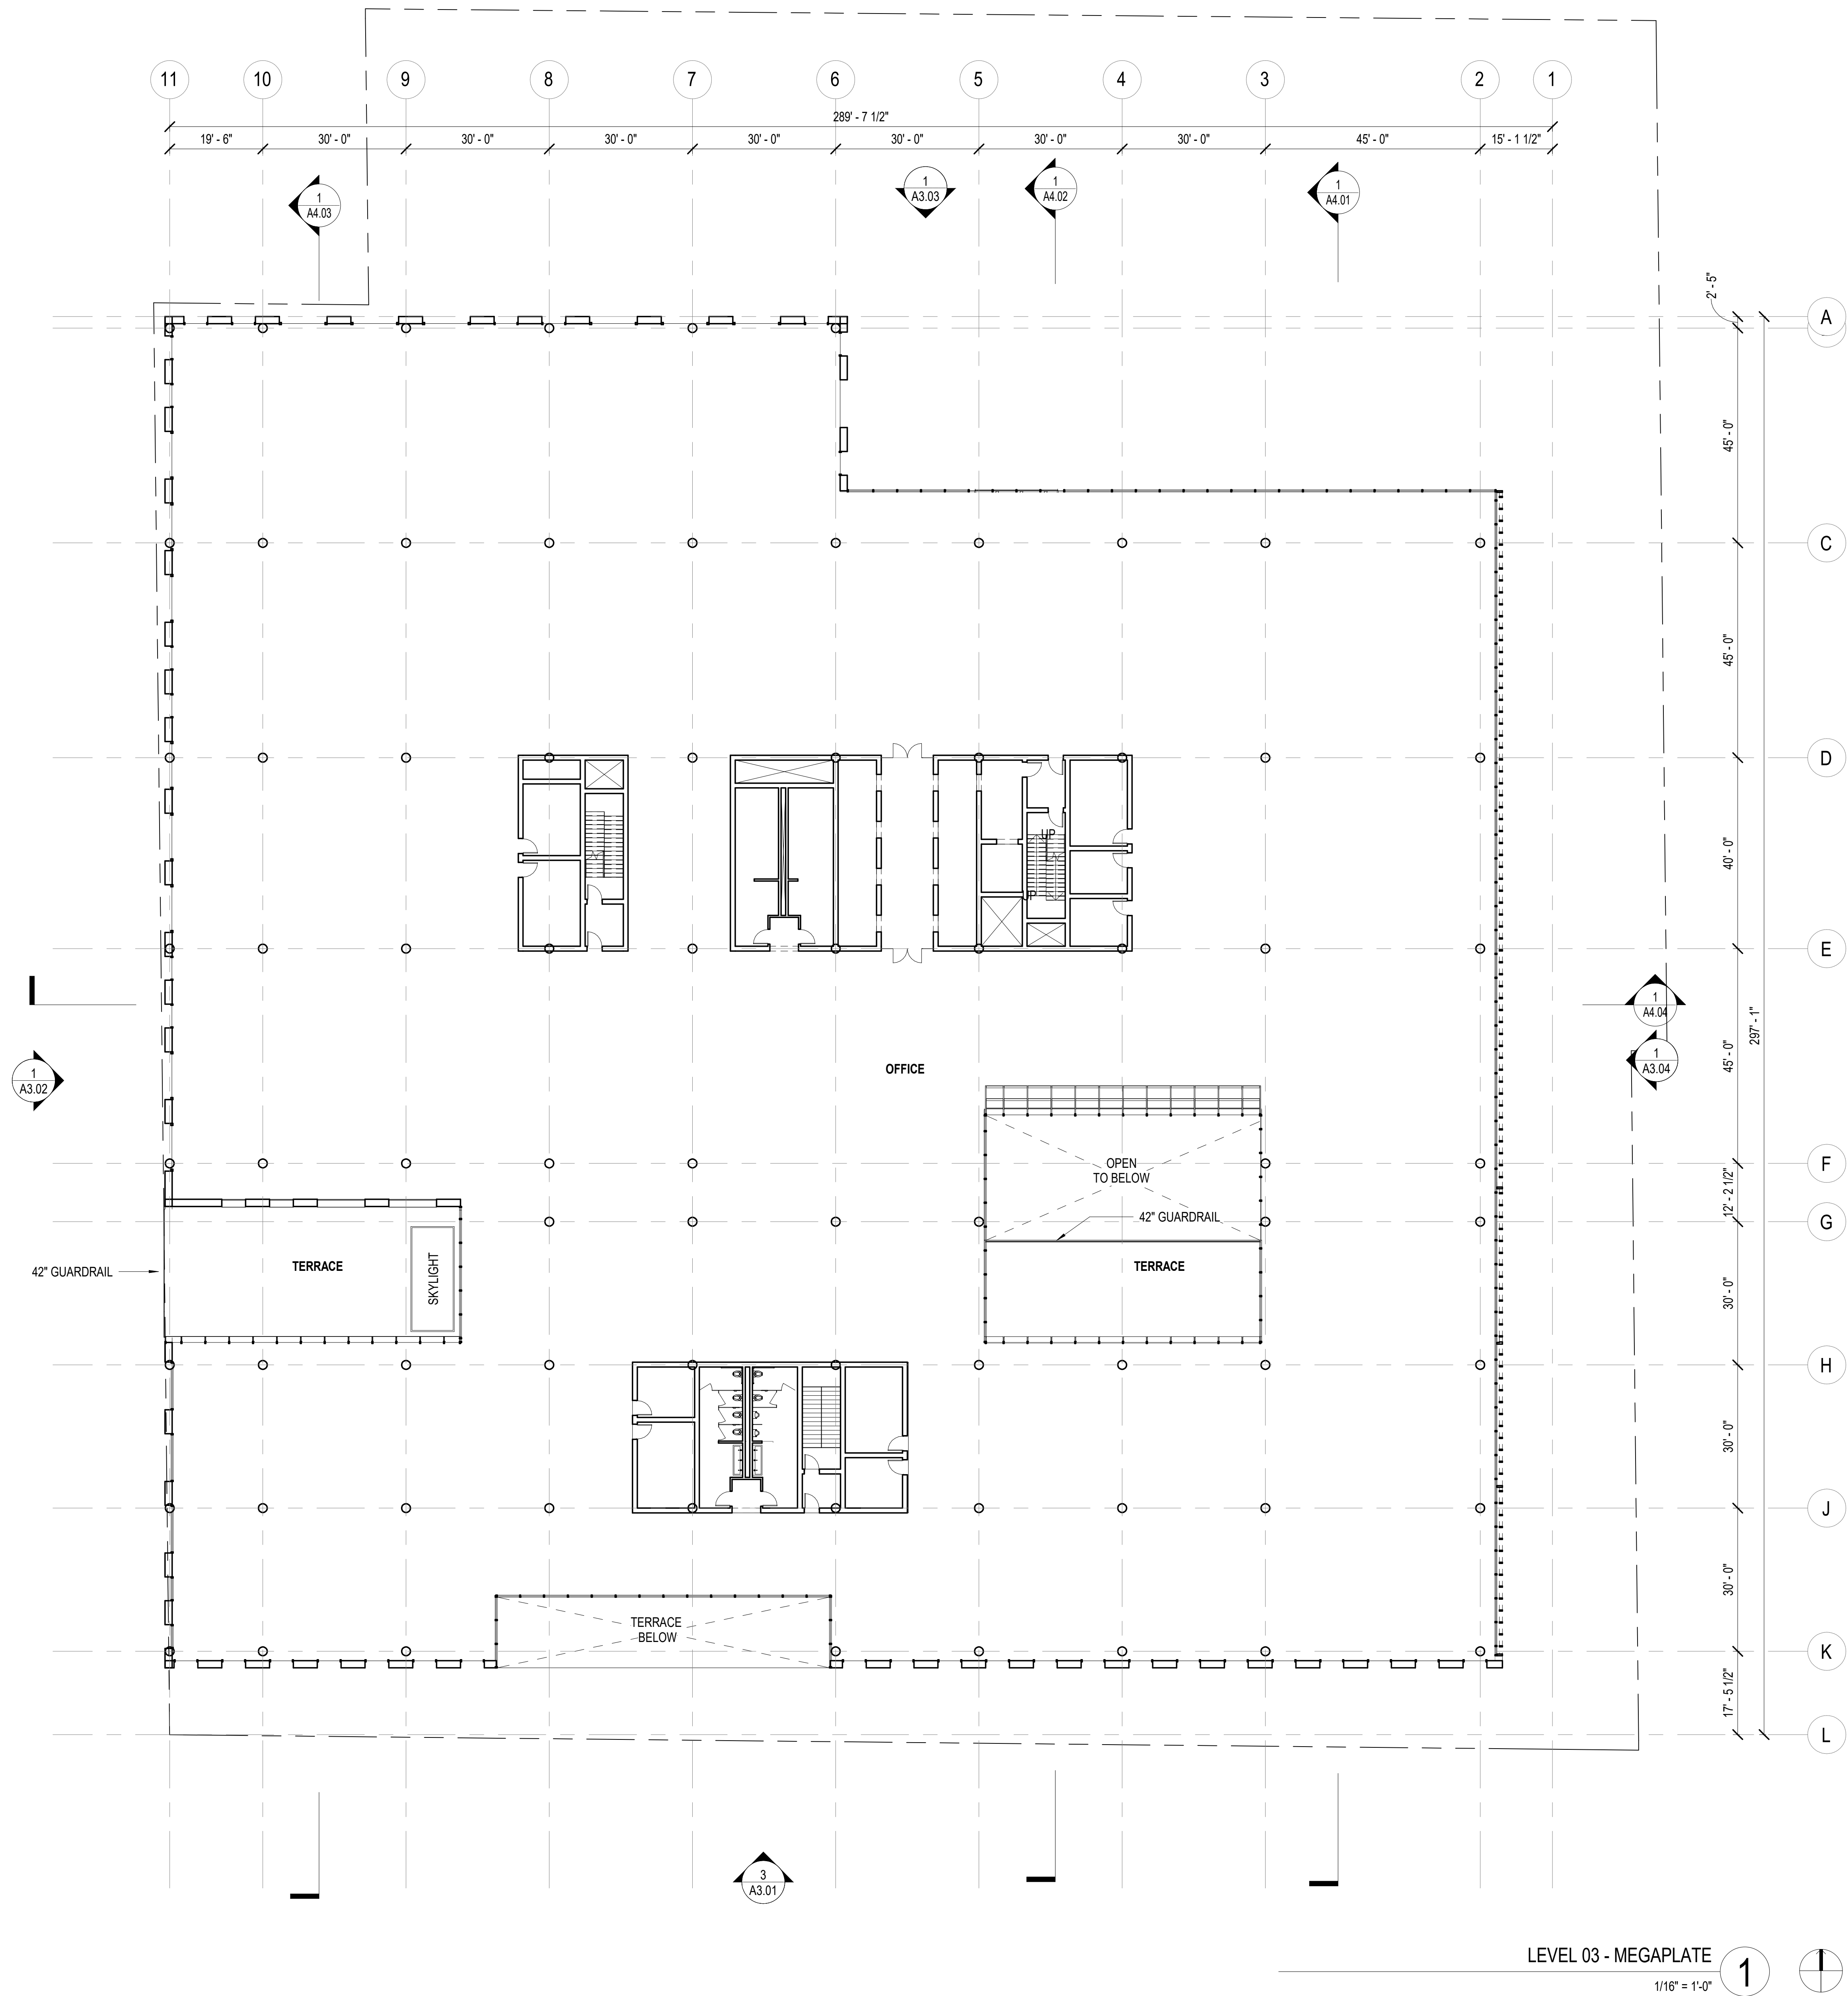 11 10 9 8 7 6 5 4 3 2 1
289' - 7 1/2"
19' - 6" 30' - 0" 30' - 0" 30' - 0" 30' - 0" 30' - 0" 30' - 0" 30' - 0" 45' - 0" 15' - 1 1/2"
1
A4.03
1
A3.03
1
A4.02
1
A4.01
2' - 5"
A
45' - 0"
C
45' - 0"
D
40' - 0"
UP
E
1
A4.04
297' - 1"
45' - 0"
1
A3.04
1
A3.02
OFFICE
OPEN
TO BELOW
F
12' - 2 1/2"
42" GUARDRAIL
G
42" GUARDRAIL
TERRACE
SKYLIGHT
TERRACE
30' - 0"
H
30' - 0"
J
30' - 0"
TERRACE
BELOW
K
17' - 5 1/2"
L
3
A3.01
LEVEL 03 - MEGAPLATE
1
1/16" = 1'-0"